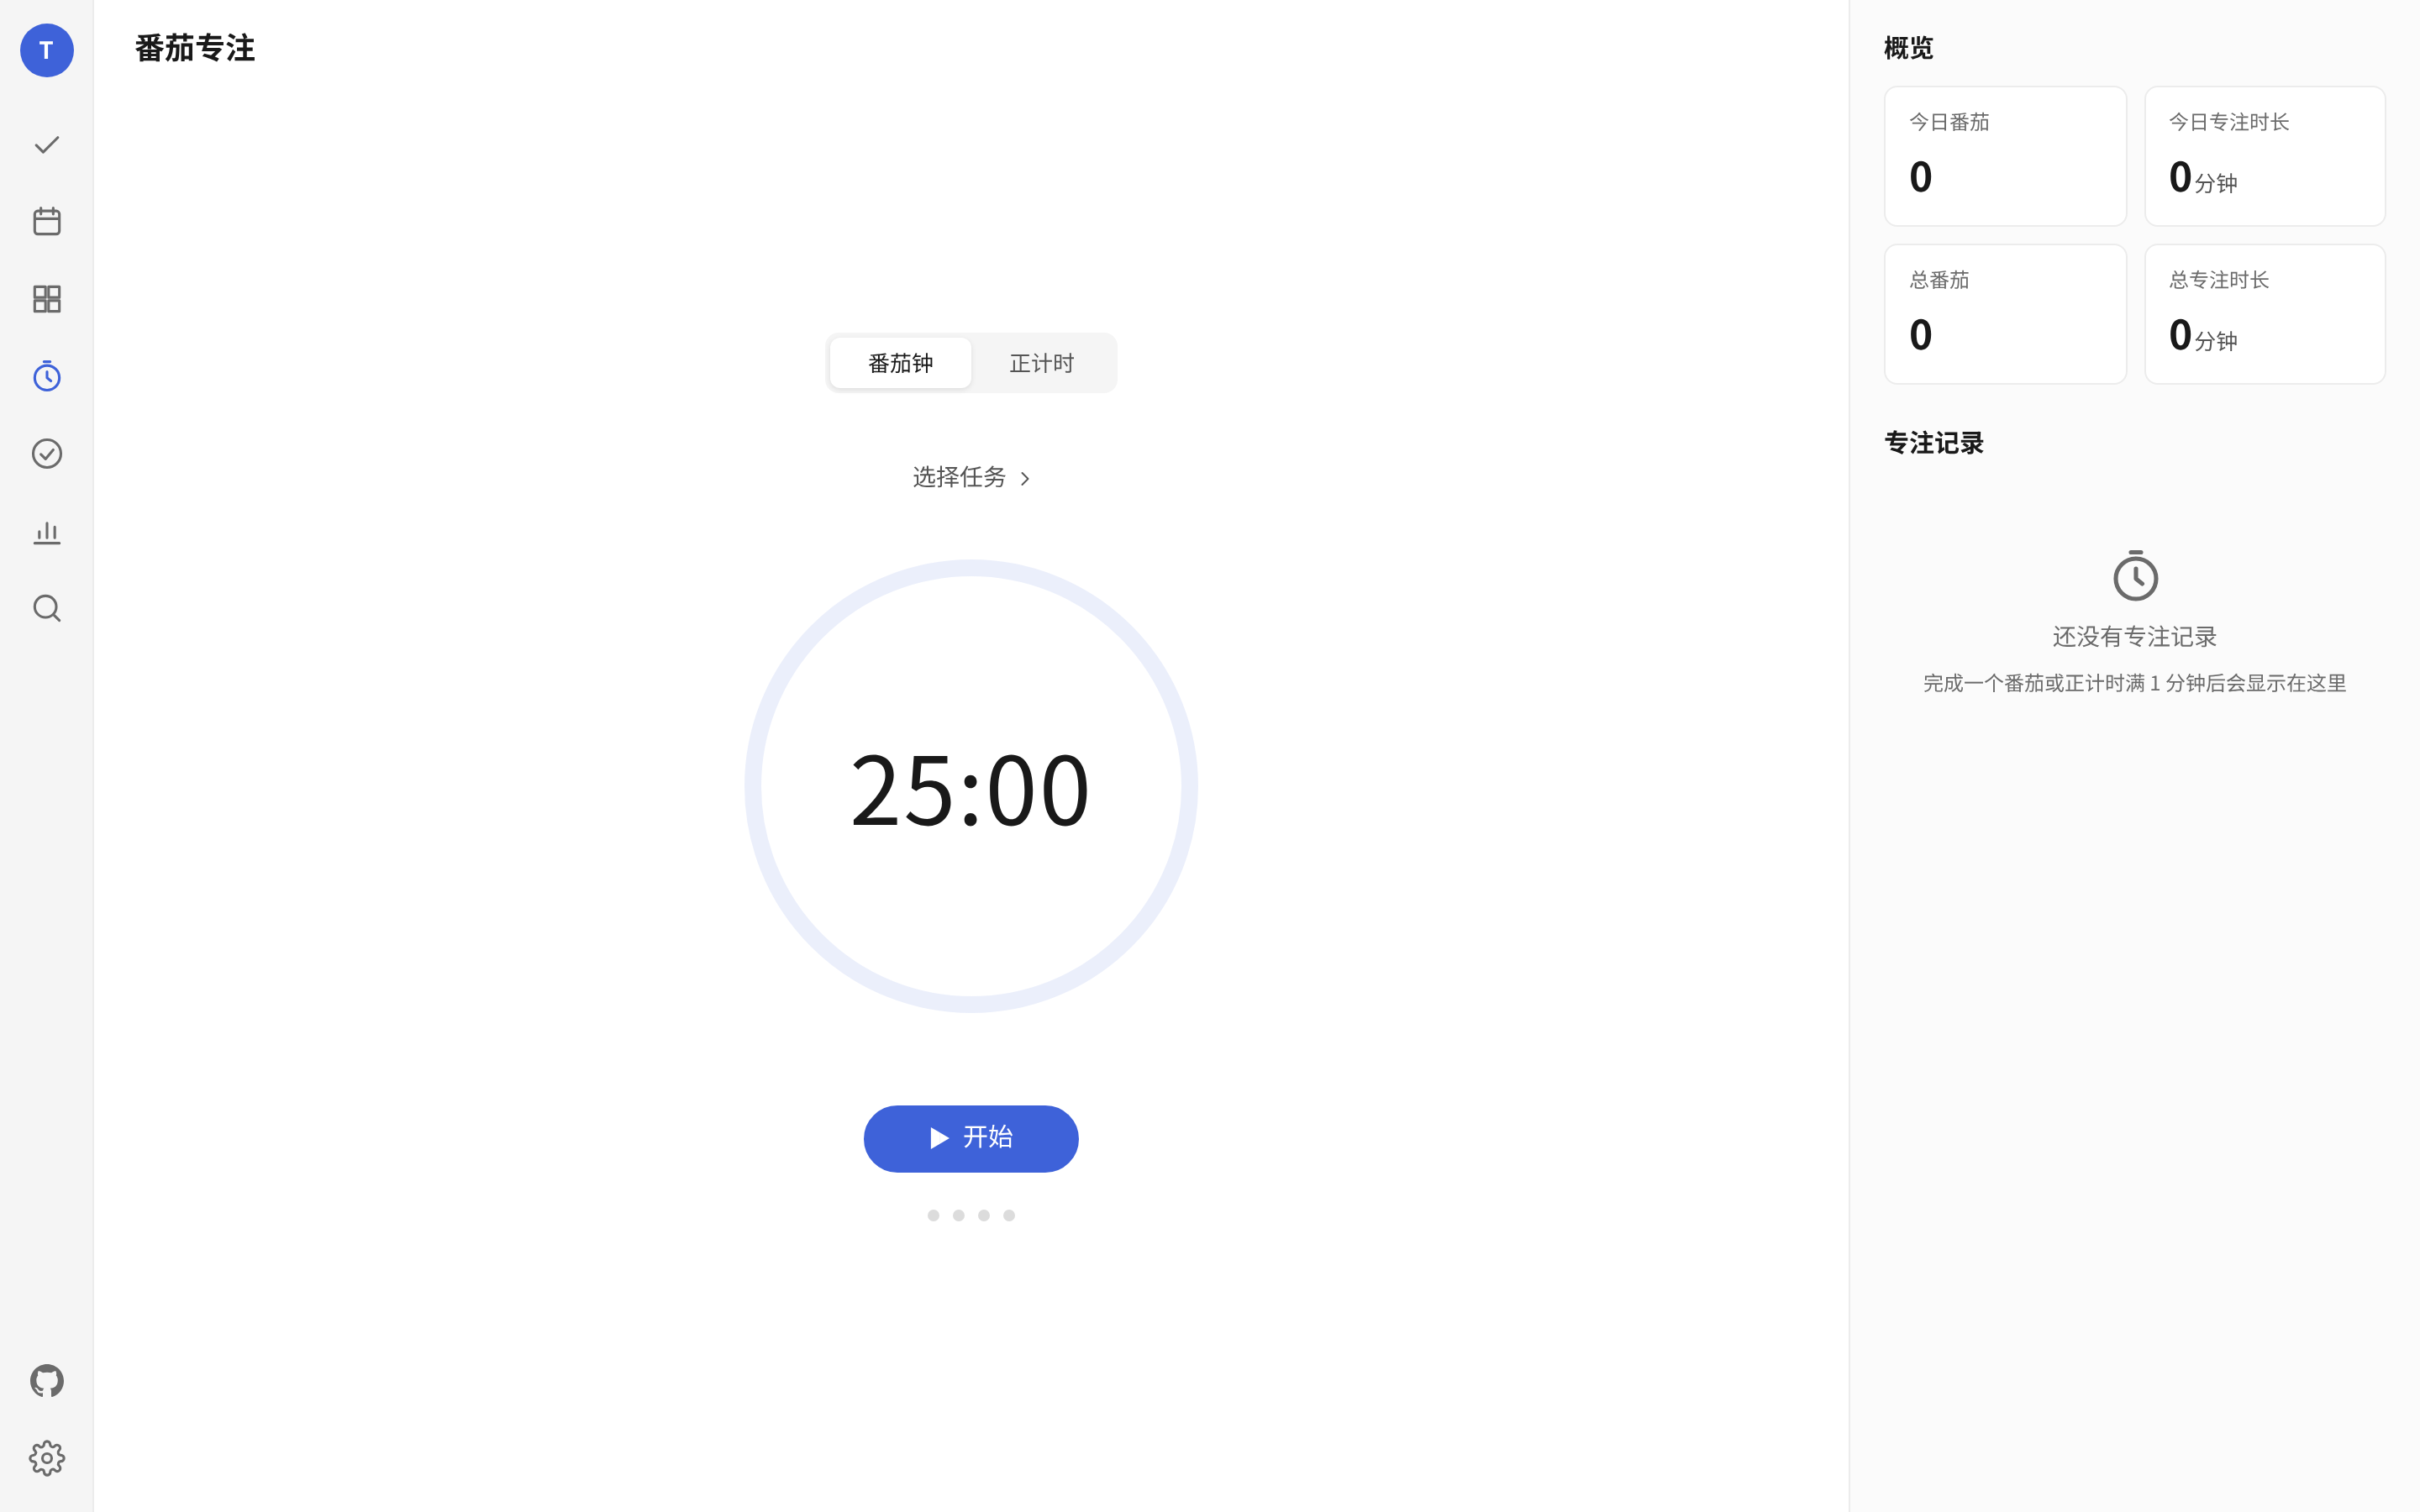 T
番茄专注
番茄钟
正计时
选择任务
25:00
开始
概览
今日番茄
0
今日专注时长
0分钟
总番茄
0
总专注时长
0分钟
专注记录
还没有专注记录
完成一个番茄或正计时满 1 分钟后会显示在这里